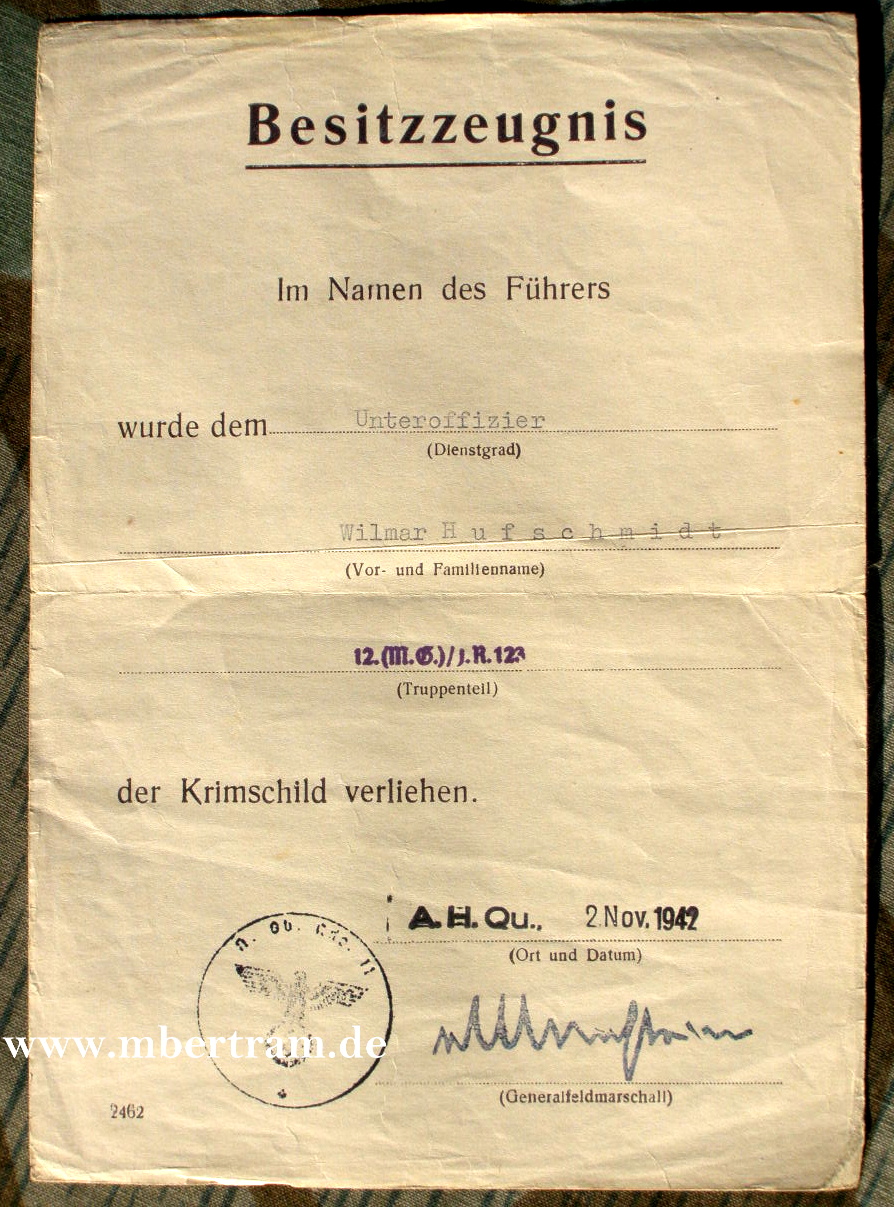 Besitzzeugnis
Im Namen des Führers
wurde dem Unteroffizier
(Dienstgrad)
Wilmar Hufschmidt
(Vor- und Familienname)
12.(M.G.)/J.R.123
(Truppenteil)
der Krimschild verliehen.
A.H.Qu., 2. Nov. 1942
(Ort und Datum)
www.mbertram.de
(Generalfeldmarschall)
2462